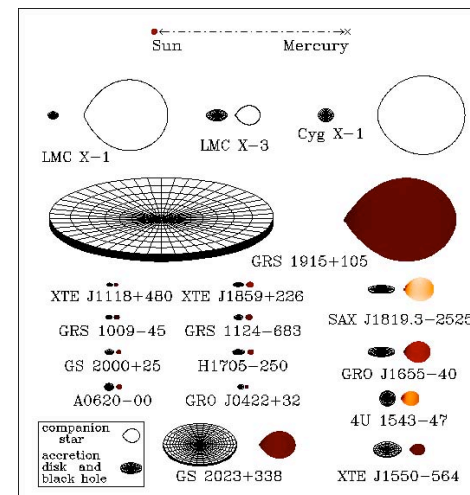 Sun Mercury
LMC X-1 LMC X-3 Cyg X-1
GRS 1915+105
XTE J1118+480 XTE J1859+226
SAX J1819.3-2525
GRS 1009-45 GRS 1124-683
GS 2000+25 H1705-250
GRO J1655-40
A0620-00 GRO J0422+32
4U 1543-47
companion
star
accretion
disk and
black hole
GS 2023+338
XTE J1550-564